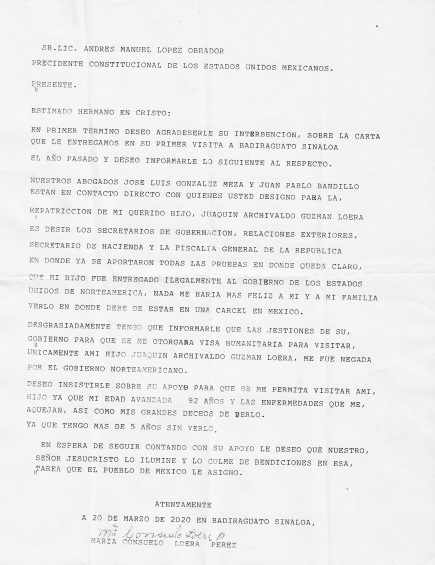 SR.LIC. ANDRES MANUEL LOPEZ OBRADOR
PRECIDENTE CONSTITUCIONAL DE LOS ESTADOS UNIDOS MEXICANOS.
PRESENTE.
ESTIMADO HERMANO EN CRISTO;
EN PRIMER TERMINO DESEO AGRADESERLE SU INTERBENCION, SOBRE LA CARTA
QUE LE ENTREGAMOS EN SU PRIMER VISITA A BADIRAGUATO SINALOA
EL AÑO PASADO Y DESEO INFORMARLE LO SIGUIENTE AL RESPECTO.
NUESTROS ABOGADOS JOSE LUIS GONZALEZ MEZA Y JUAN PABLO BANDILLO
ESTAN EN CONTACTO DIRECTO CON QUIENES USTED DESIGNO PARA LA,
REPATRICCION DE MI QUERIDO HIJO, JUAQUIN ARCHIVALDO GUZMAN LOERA
ES DESIR LOS SECRETARIOS DE GOBERNACION, RELACIONES EXTERIORES,
SECRETARIO DE HACIENDA Y LA FISCALIA GENERAL DE LA REPUBLICA
EN DONDE YA SE APORTARON TODAS LAS PRUEBAS EN DONDE QUEDA CLARO,
QUE MI HIJO FUE ENTREGADO ILEGALMENTE AL GOBIERNO DE LOS ESTADOS
UNIDOS DE NORTEAMERICA, NADA ME HARIA MAS FELIZ A MI Y A MI FAMILIA
VERLO EN DONDE DEBE DE ESTAR EN UNA CARCEL EN MEXICO.
DESGRASIADAMENTE TENGO QUE INFORMARLE QUE LAS JESTIONES DE SU,
GOBIERNO PARA QUE SE ME OTORGARA VISA HUMANITARIA PARA VISITAR,
UNICAMENTE AMI HIJO JUAQUIN ARCHIVALDO GUZMAN LOERA, ME FUE NEGADA
POR EL GOBIERNO NORTEAMERICANO.
DESEO INSISTIRLE SOBRE SU APOYO PARA QUE SE ME PERMITA VISITAR AMI,
HIJO YA QUE MI EDAD AVANZADA 92 AÑOS Y LAS ENFERMEDADES QUE ME,
AQUEJAN, ASI COMO MIS GRANDES DECEOS DE VERLO.
YA QUE TENGO MAS DE 5 AÑOS SIN VERLO.
EN ESPERA DE SEGUIR CONTANDO CON SU APOYO LE DESEO QUE NUESTRO,
SEÑOR JESUCRISTO LO ILUMINE Y LO COLME DE BENDICIONES EN ESA,
TAREA QUE EL PUEBLO DE MEXICO LE ASIGNO.
ATENTAMENTE
A 20 DE MARZO DE 2020 EN BADIRAGUATO SINALOA,
Ma Consuelo Loera P
MARIA CONSUELO LOERA PEREZ